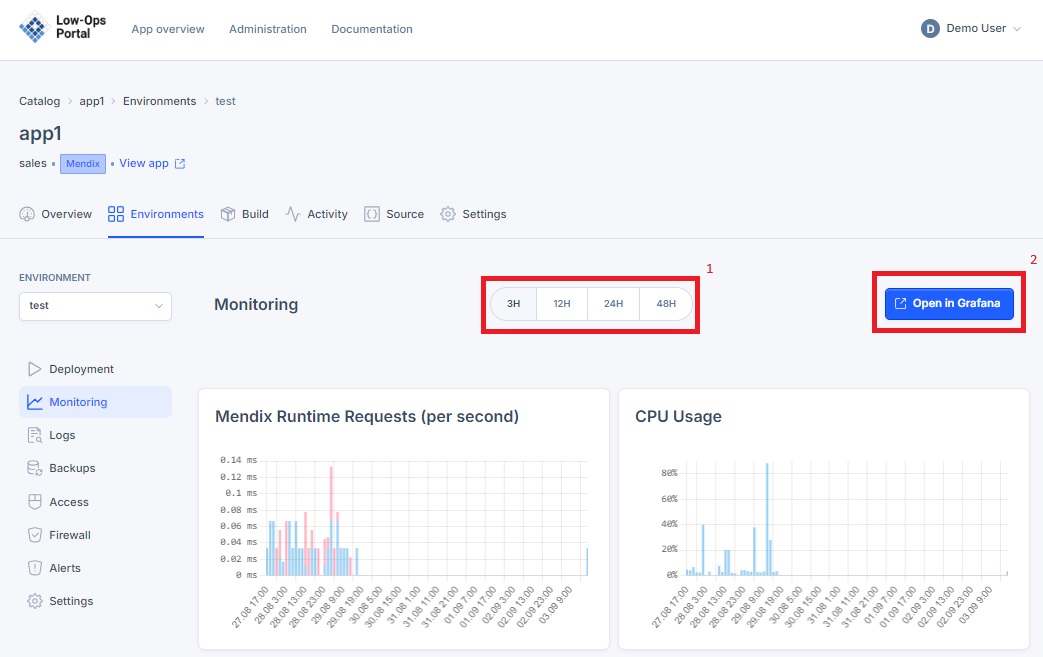 Low-Ops
Portal
App overview Administration Documentation
D Demo User
Catalog > app1 > Environments > test
app1
sales • Mendix • View app
Overview Environments Build Activity Source Settings
ENVIRONMENT
test
Monitoring
3H 12H 24H 48H
1
Open in Grafana
2
Deployment
Monitoring
Logs
Backups
Access
Firewall
Alerts
Settings
Mendix Runtime Requests (per second)
0.14 ms
0.12 ms
0.1 ms
0.08 ms
0.06 ms
0.04 ms
0.02 ms
0 ms
27.08 17:00 28.08 3:00 28.08 13:00 28.08 23:00 29.08 9:00 29.08 19:00 30.08 5:00 30.08 15:00 31.08 1:00 31.08 11:00 31.08 21:00 01.09 7:00 01.09 17:00 02.09 3:00 02.09 13:00 02.09 23:00 03.09 9:00
CPU Usage
80%
60%
40%
20%
0%
27.08 17:00 28.08 3:00 28.08 13:00 28.08 23:00 29.08 9:00 29.08 19:00 30.08 5:00 30.08 15:00 31.08 1:00 31.08 11:00 31.08 21:00 01.09 7:00 01.09 17:00 02.09 3:00 02.09 13:00 02.09 23:00 03.09 9:00